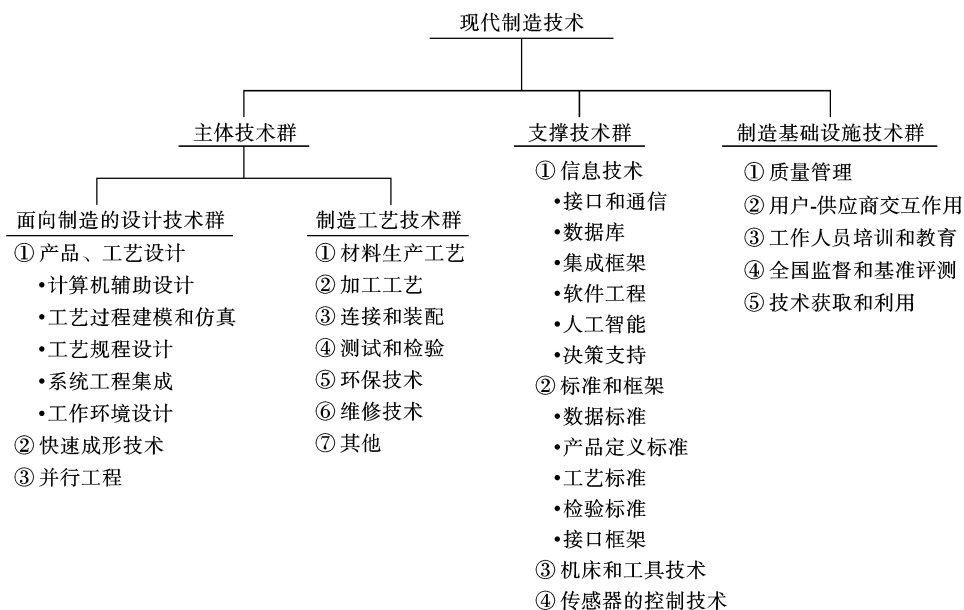 现代制造技术
主体技术群
面向制造的设计技术群
①产品、工艺设计
•计算机辅助设计
•工艺过程建模和仿真
•工艺规程设计
•系统工程集成
•工作环境设计
②快速成形技术
③并行工程
制造工艺技术群
①材料生产工艺
②加工工艺
③连接和装配
④测试和检验
⑤环保技术
⑥维修技术
⑦其他
支撑技术群
①信息技术
•接口和通信
•数据库
•集成框架
•软件工程
•人工智能
•决策支持
②标准和框架
•数据标准
•产品定义标准
•工艺标准
•检验标准
•接口框架
③机床和工具技术
④传感器的控制技术
制造基础设施技术群
①质量管理
②用户-供应商交互作用
③工作人员培训和教育
④全国监督和基准评测
⑤技术获取和利用